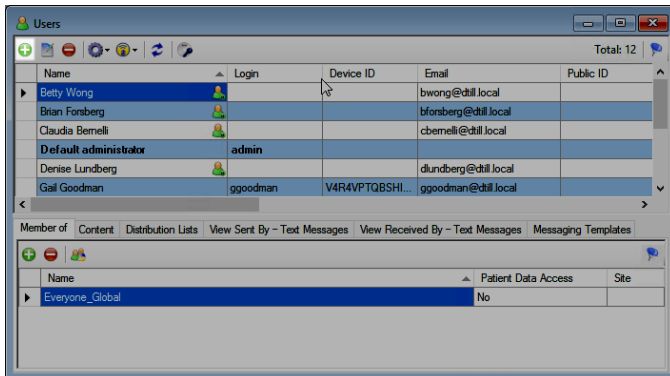 Users
Total: 12
Name Login Device ID Email Public ID
Betty Wong bwong@dtill.local
Brian Forsberg bforsberg@dtill.local
Claudia Bernelli cbernelli@dtill.local
Default administrator admin
Denise Lundberg dlundberg@dtill.local
Gail Goodman ggoodman V4R4VPTQBSHI... ggoodman@dtill.local
Member of Content Distribution Lists View Sent By - Text Messages View Received By - Text Messages Messaging Templates
Name Patient Data Access Site
Everyone_Global No